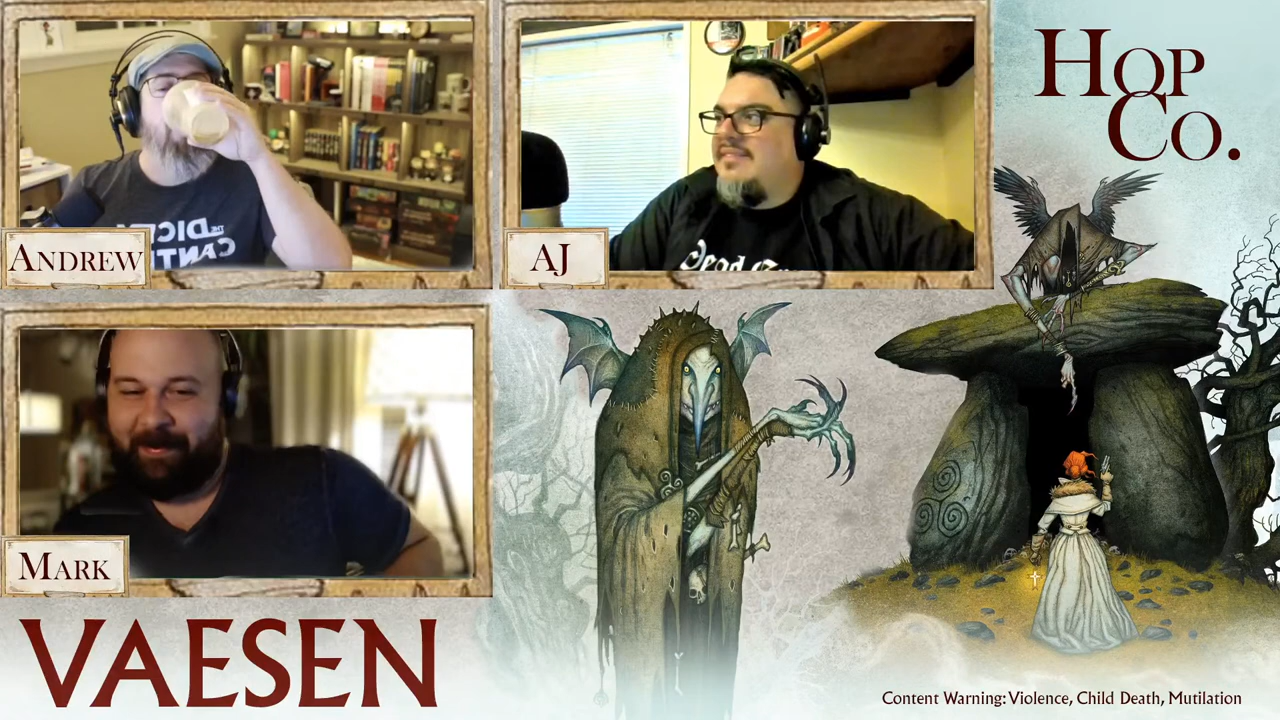 Hop
Co.
Andrew
AJ
Mark
VAESEN
Content Warning: Violence, Child Death, Mutilation